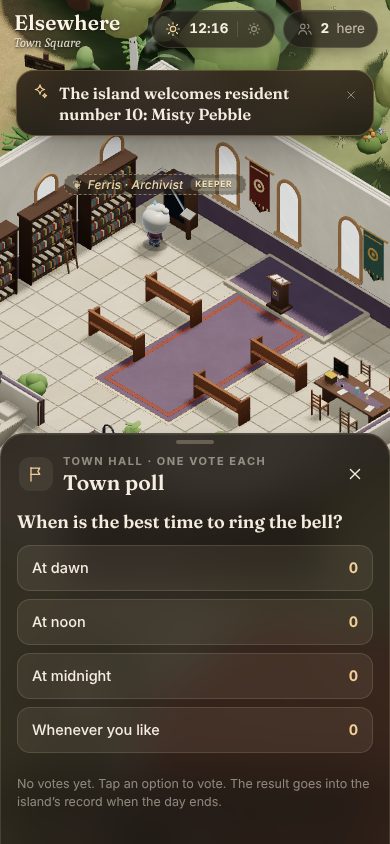 Elsewhere
Town Square
12:16
2 here
The island welcomes resident
number 10: Misty Pebble
Ferris · Archivist KEEPER
TOWN HALL · ONE VOTE EACH
Town poll
When is the best time to ring the bell?
At dawn 0
At noon 0
At midnight 0
Whenever you like 0
No votes yet. Tap an option to vote. The result goes into the
island’s record when the day ends.